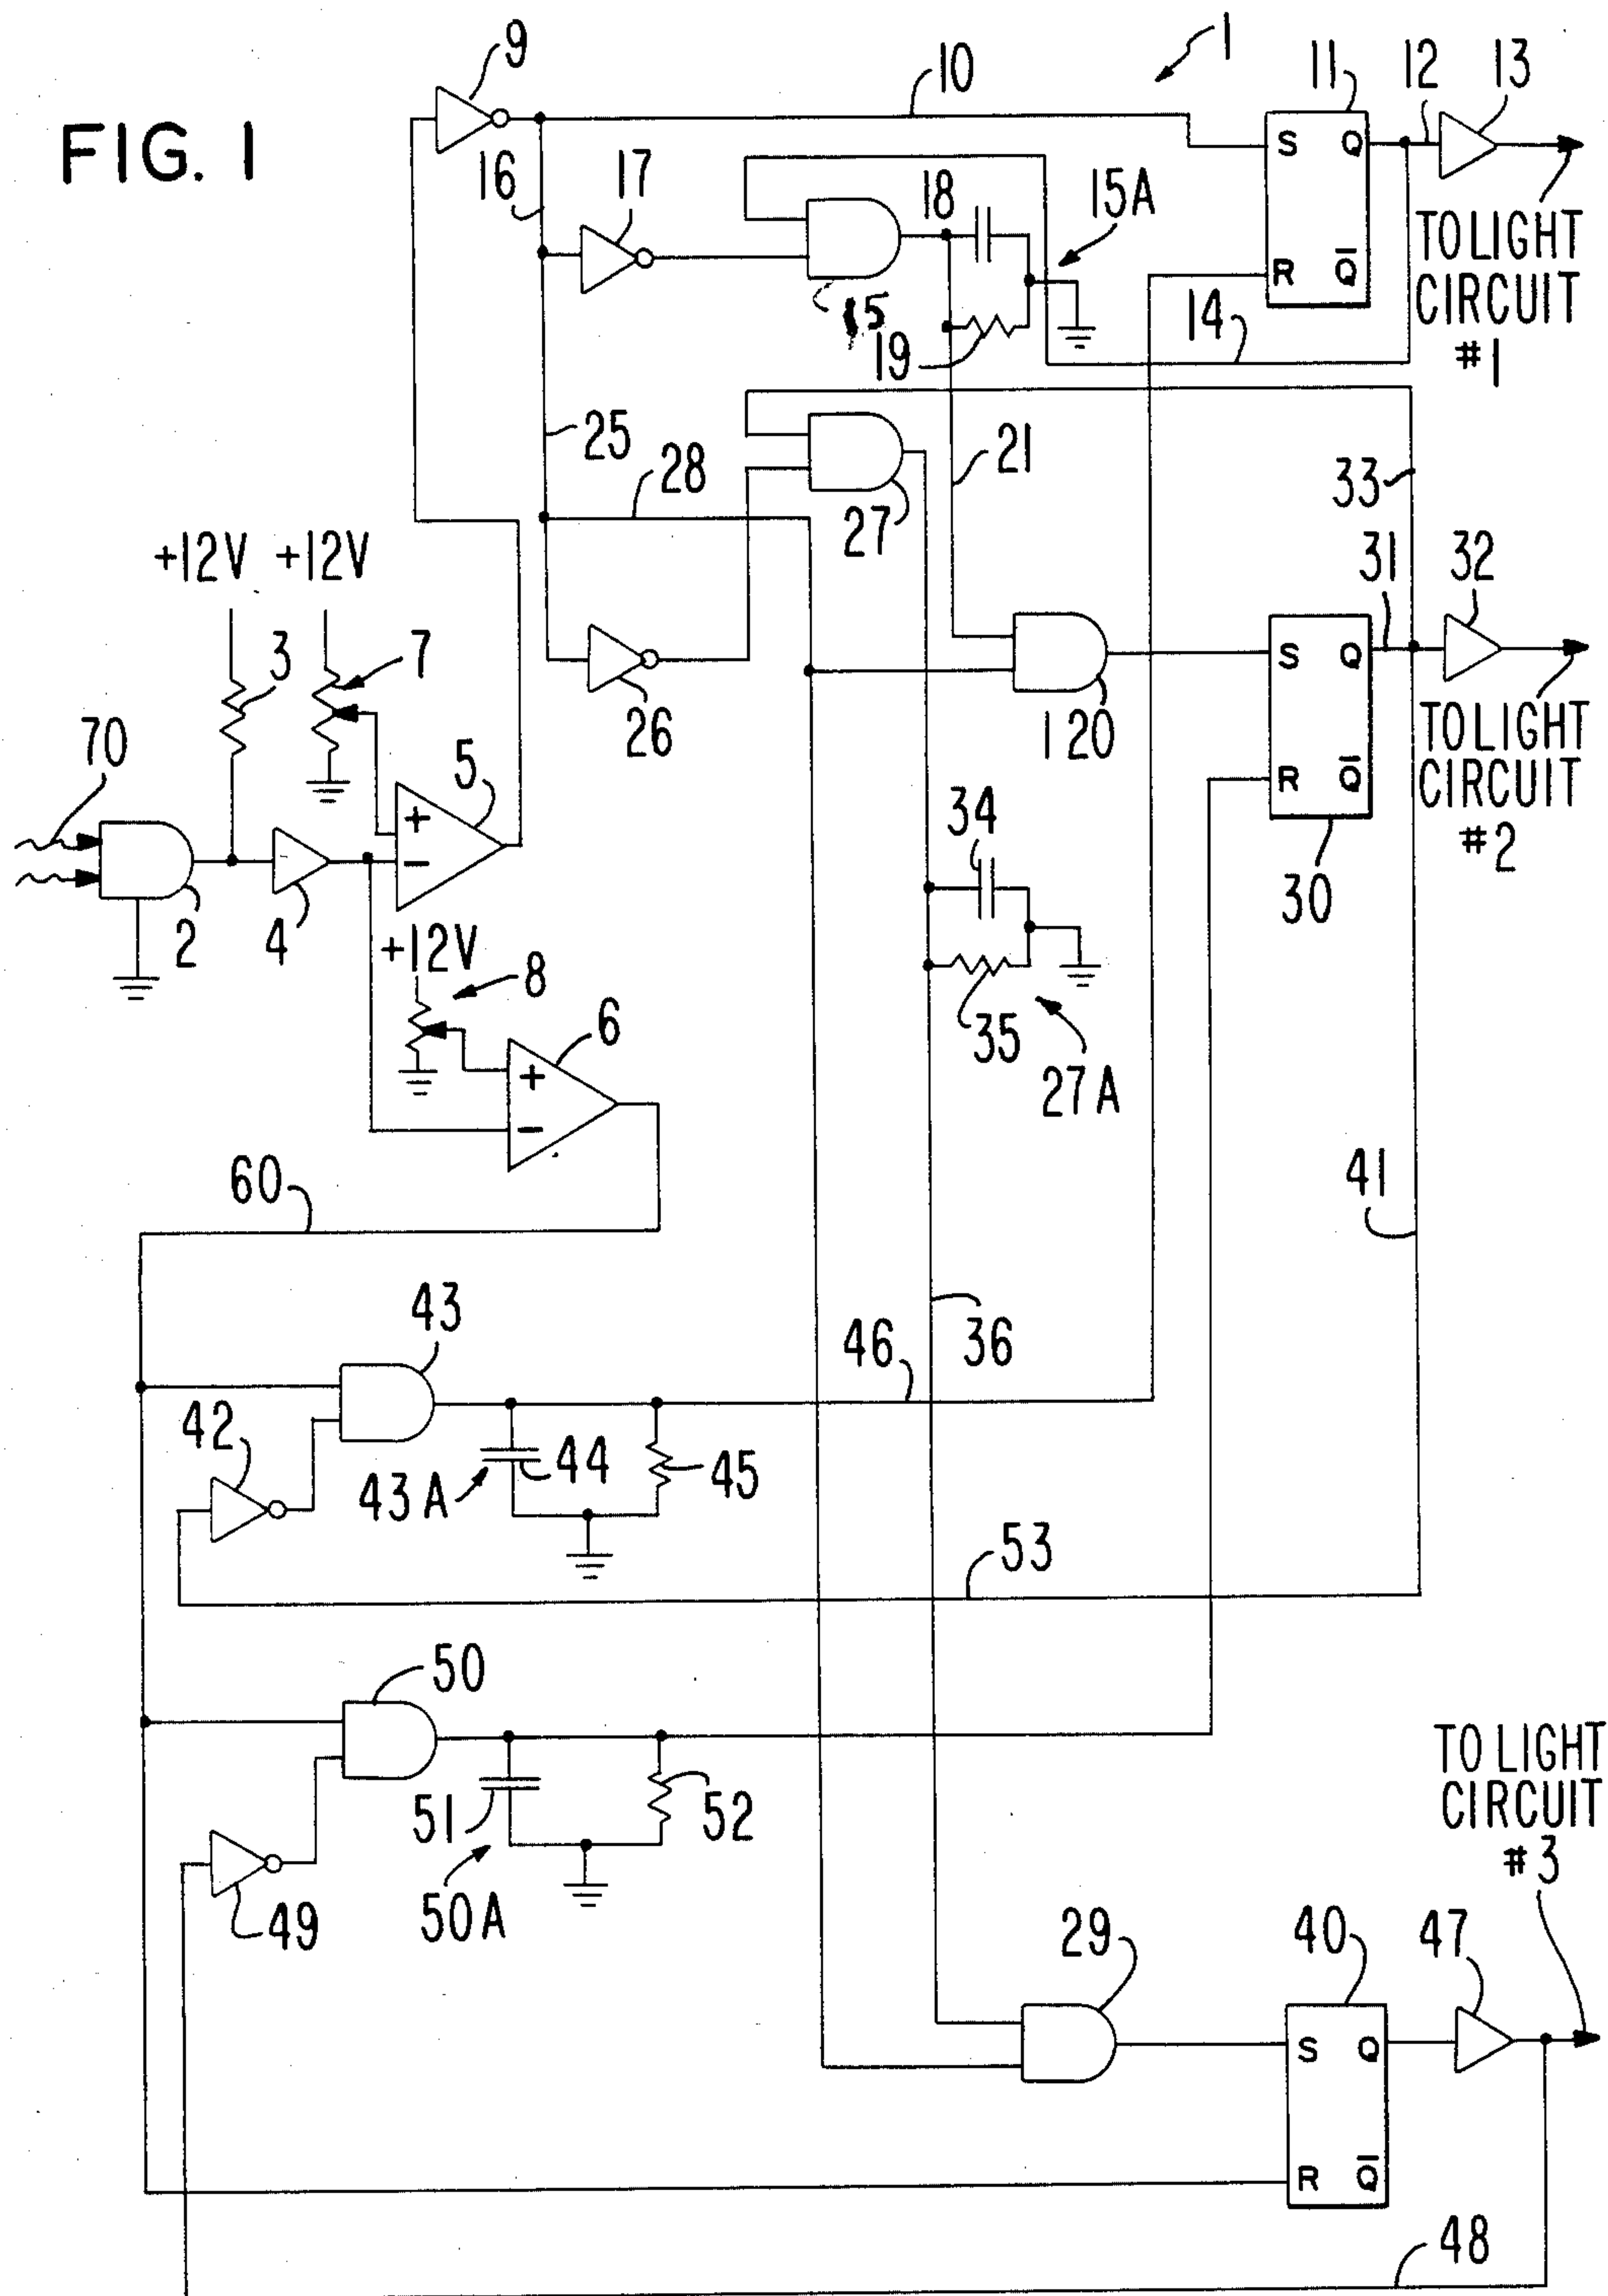 FIG. 1
1
9
10
11
12
13
S
Q
R
Q̅
TO LIGHT
CIRCUIT
#1
16
17
18
15A
15
19
14
25
28
27
21
33
+12V
+12V
3
7
26
120
31
32
S
Q
R
Q̅
30
TO LIGHT
CIRCUIT
#2
70
5
+
−
2
4
+12V
8
6
+
−
34
35
27A
60
41
43
46
36
42
43A
44
45
53
50
51
52
50A
49
TO LIGHT
CIRCUIT
#3
29
40
47
S
Q
R
Q̅
48